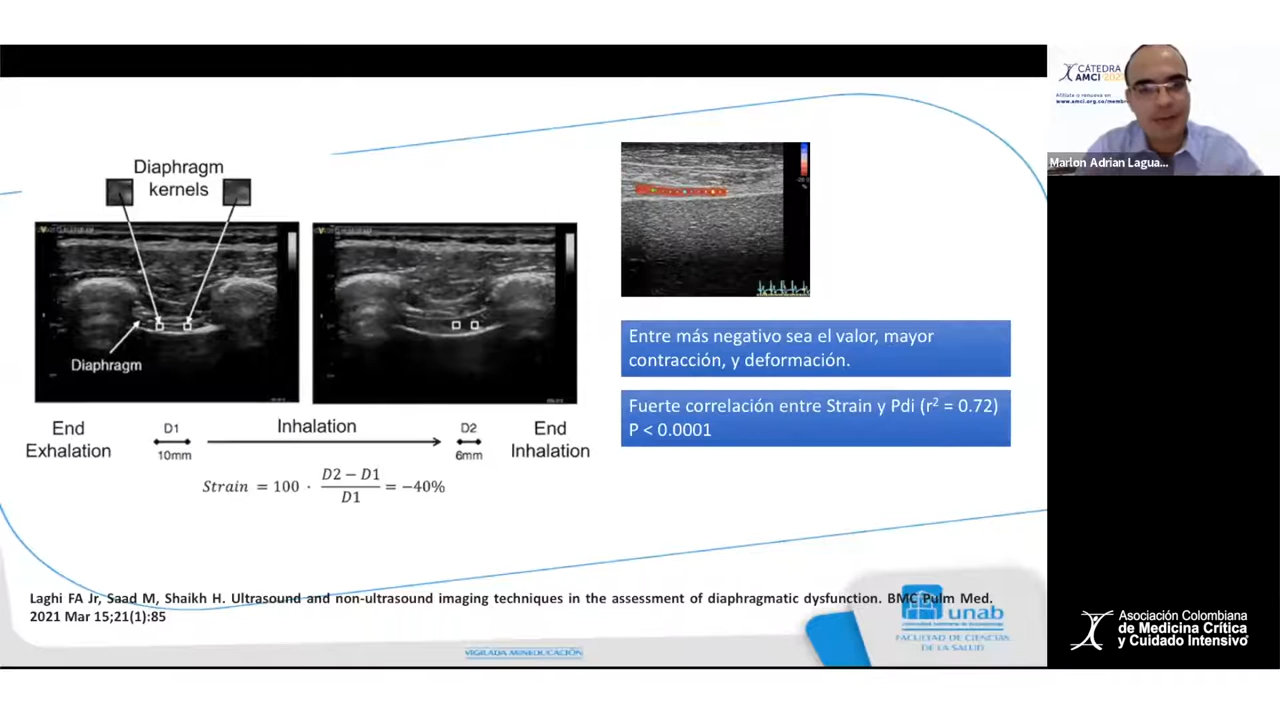 Diaphragm
kernels
Diaphragm
End
Exhalation
D1
10mm
Inhalation
D2
6mm
End
Inhalation
Strain = 100 · (D2 − D1) / D1 = −40%
Entre más negativo sea el valor, mayor
contracción, y deformación.
Fuerte correlación entre Strain y Pdi (r² = 0.72)
P < 0.0001
Laghi FA Jr, Saad M, Shaikh H. Ultrasound and non-ultrasound imaging techniques in the assessment of diaphragmatic dysfunction. BMC Pulm Med.
2021 Mar 15;21(1):85
unab
FACULTAD DE CIENCIAS
DE LA SALUD
VIGILADA MINEDUCACIÓN
CÁTEDRA
AMCI 202
Afíliate o renueva en
www.amci.org.co/memb
Marlon Adrian Lagua...
Asociación Colombiana
de Medicina Crítica
y Cuidado Intensivo